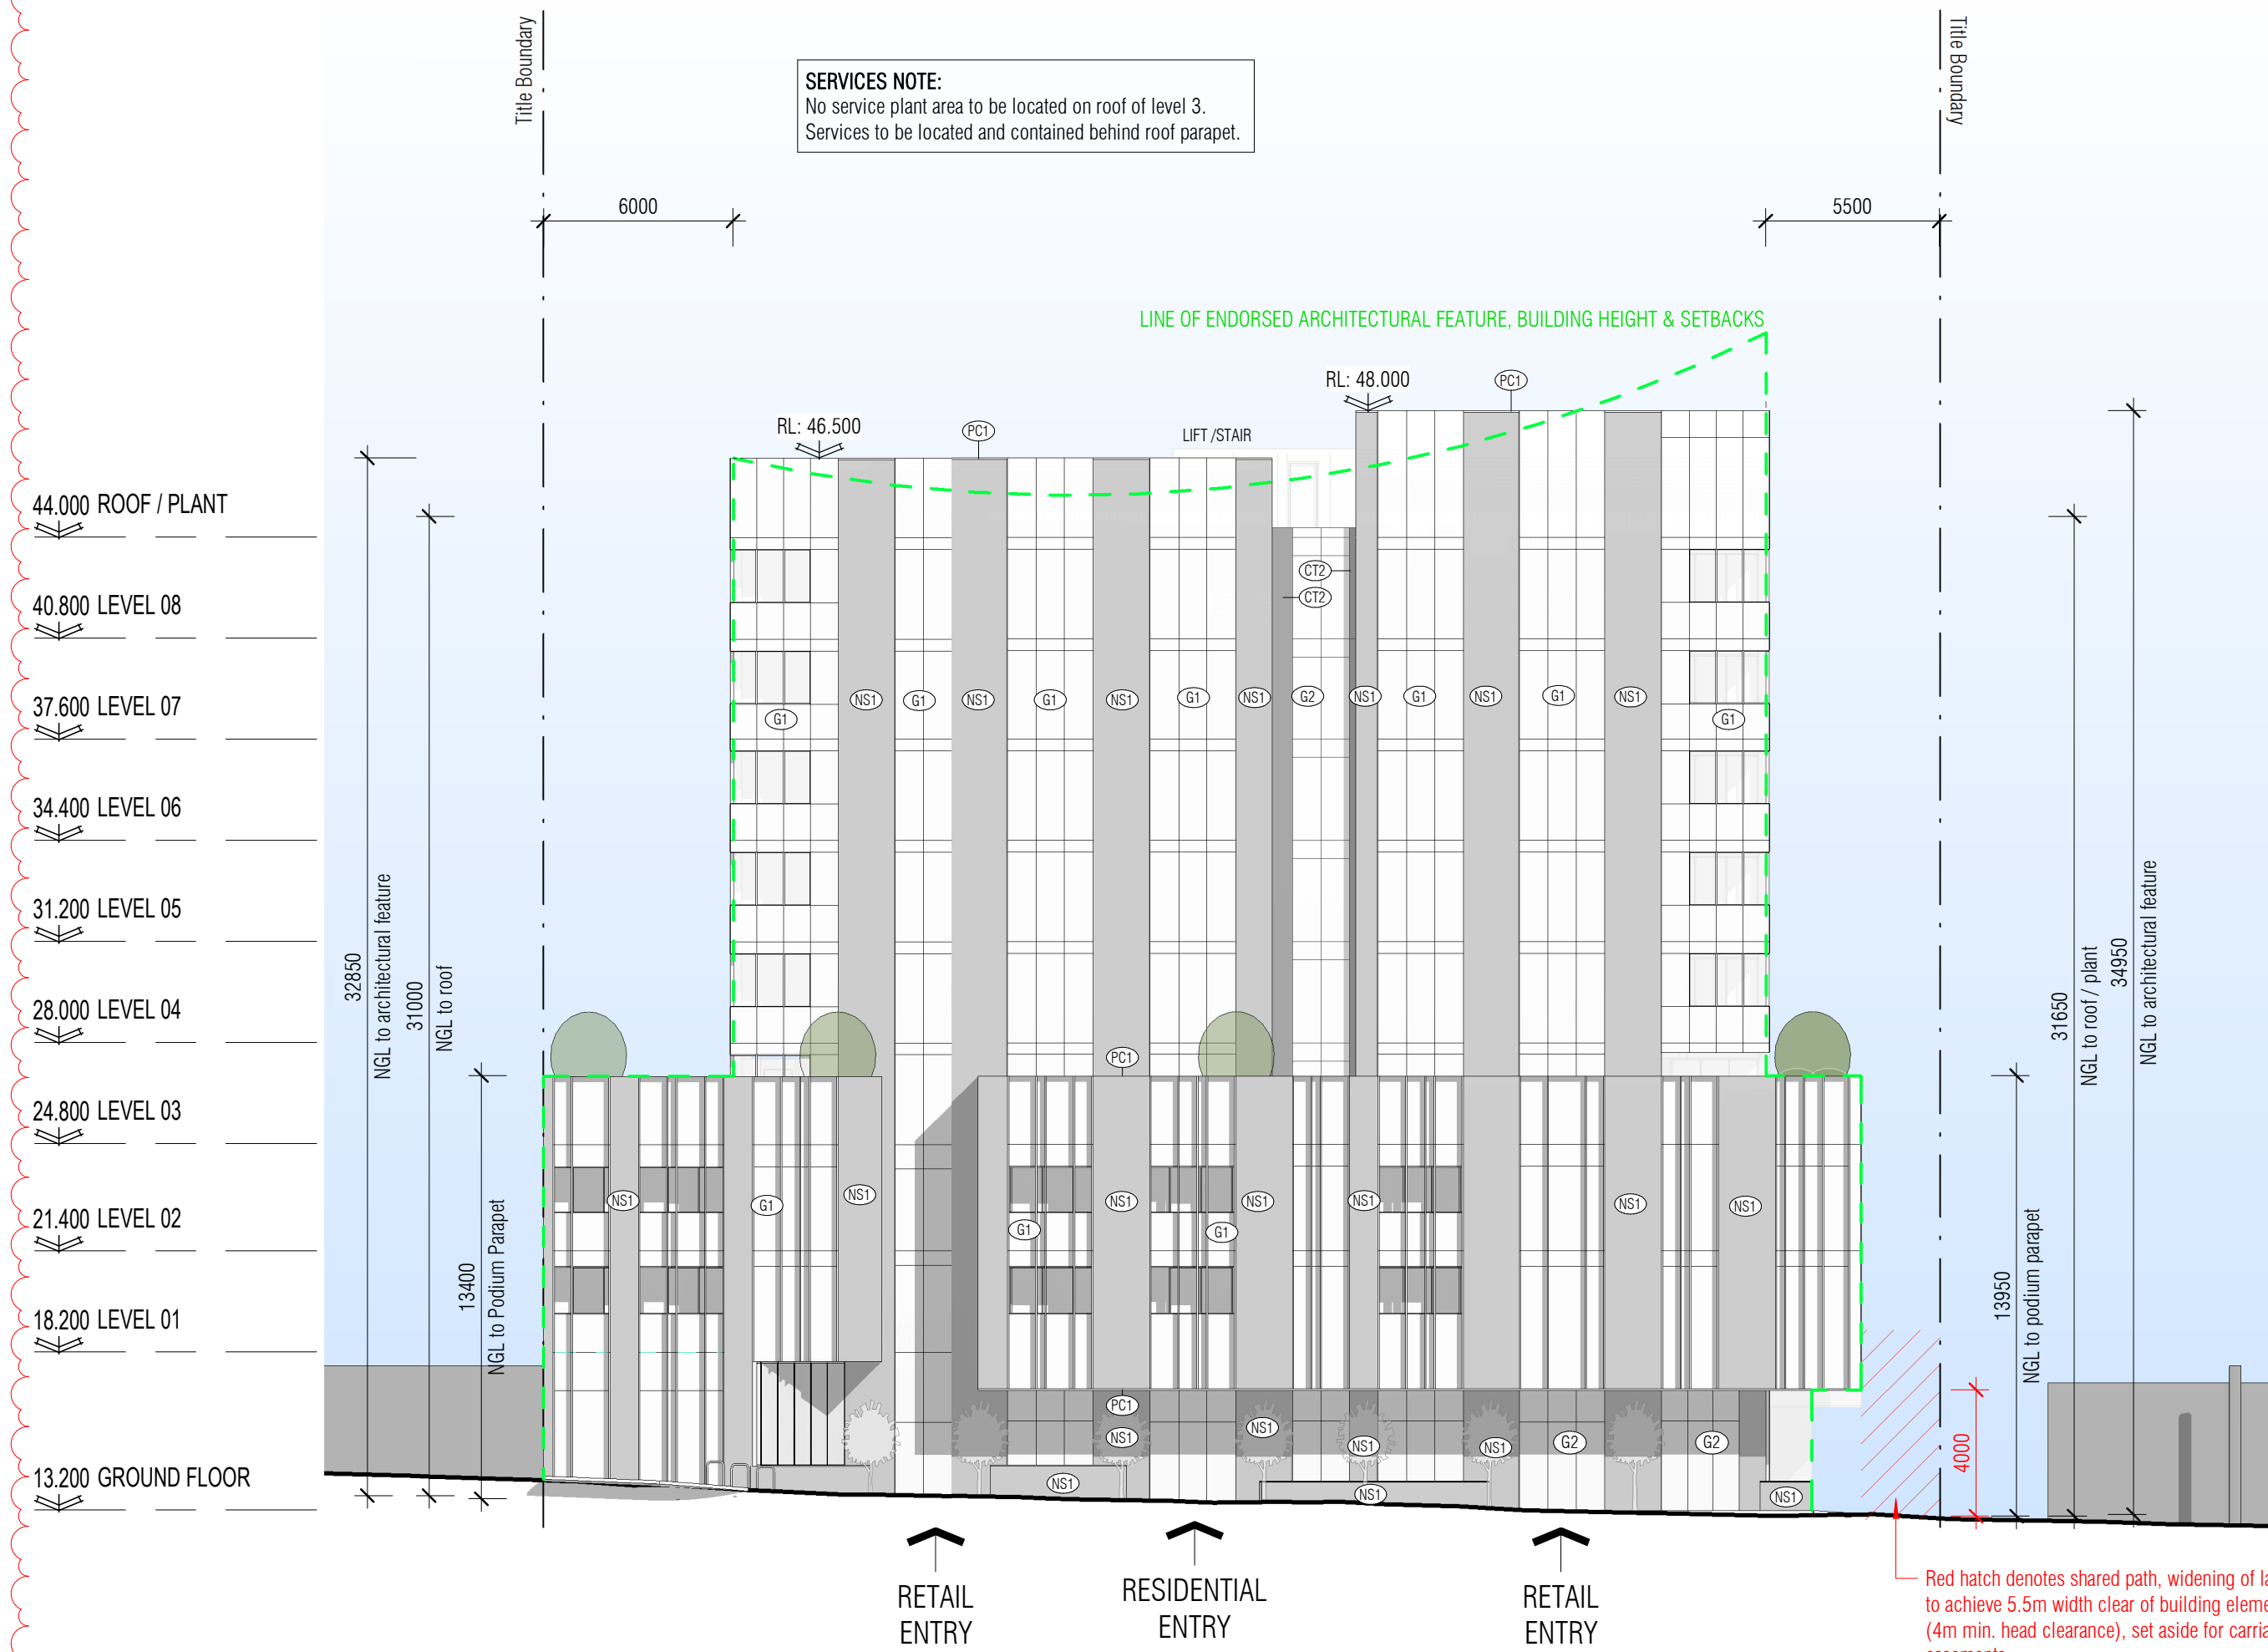 Title Boundary
Title Boundary
SERVICES NOTE:
No service plant area to be located on roof of level 3.
Services to be located and contained behind roof parapet.
6000
5500
LINE OF ENDORSED ARCHITECTURAL FEATURE, BUILDING HEIGHT & SETBACKS
RL: 48.000
PC1
RL: 46.500
PC1
LIFT /STAIR
44.000 ROOF / PLANT
CT2
CT2
40.800 LEVEL 08
37.600 LEVEL 07
NS1
G1
NS1
G1
NS1
G1
NS1
G2
NS1
G1
NS1
G1
NS1
G1
G1
34.400 LEVEL 06
31.200 LEVEL 05
32850
NGL to architectural feature
31000
NGL to roof
31650
NGL to roof / plant
34950
NGL to architectural feature
28.000 LEVEL 04
PC1
24.800 LEVEL 03
NS1
G1
NS1
G1
NS1
G1
NS1
NS1
NS1
NS1
21.400 LEVEL 02
13400
NGL to Podium Parapet
13950
NGL to podium parapet
18.200 LEVEL 01
PC1
NS1
NS1
NS1
NS1
G2
G2
4000
13.200 GROUND FLOOR
NS1
NS1
NS1
RETAIL
ENTRY
RESIDENTIAL
ENTRY
RETAIL
ENTRY
Red hatch denotes shared path, widening of
to achieve 5.5m width clear of building
(4m min. head clearance), set aside for